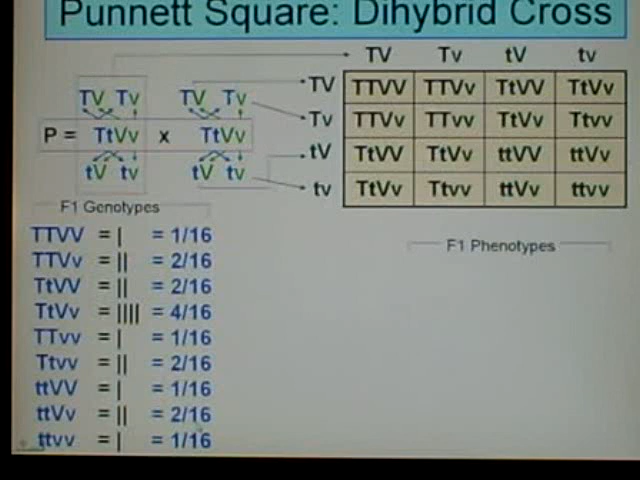 Punnett Square: Dihybrid Cross
TV Tv tV tv
TV Tv TV Tv
P = TtVv x TtVv
tV tv tV tv
TV TTVV TTVv TtVV TtVv
Tv TTVv TTvv TtVv Ttvv
tV TtVV TtVv ttVV ttVv
tv TtVv Ttvv ttVv ttvv
F1 Genotypes
TTVV = | = 1/16
TTVv = || = 2/16
TtVV = || = 2/16
TtVv = |||| = 4/16
TTvv = | = 1/16
Ttvv = || = 2/16
ttVV = | = 1/16
ttVv = || = 2/16
ttvv = | = 1/16
F1 Phenotypes